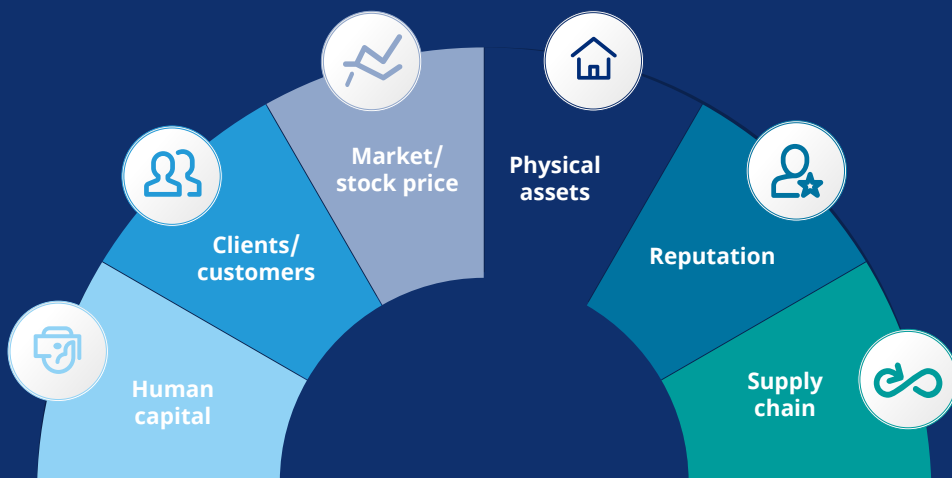 Human
capital
Clients/
customers
Market/
stock price
Physical
assets
Reputation
Supply
chain